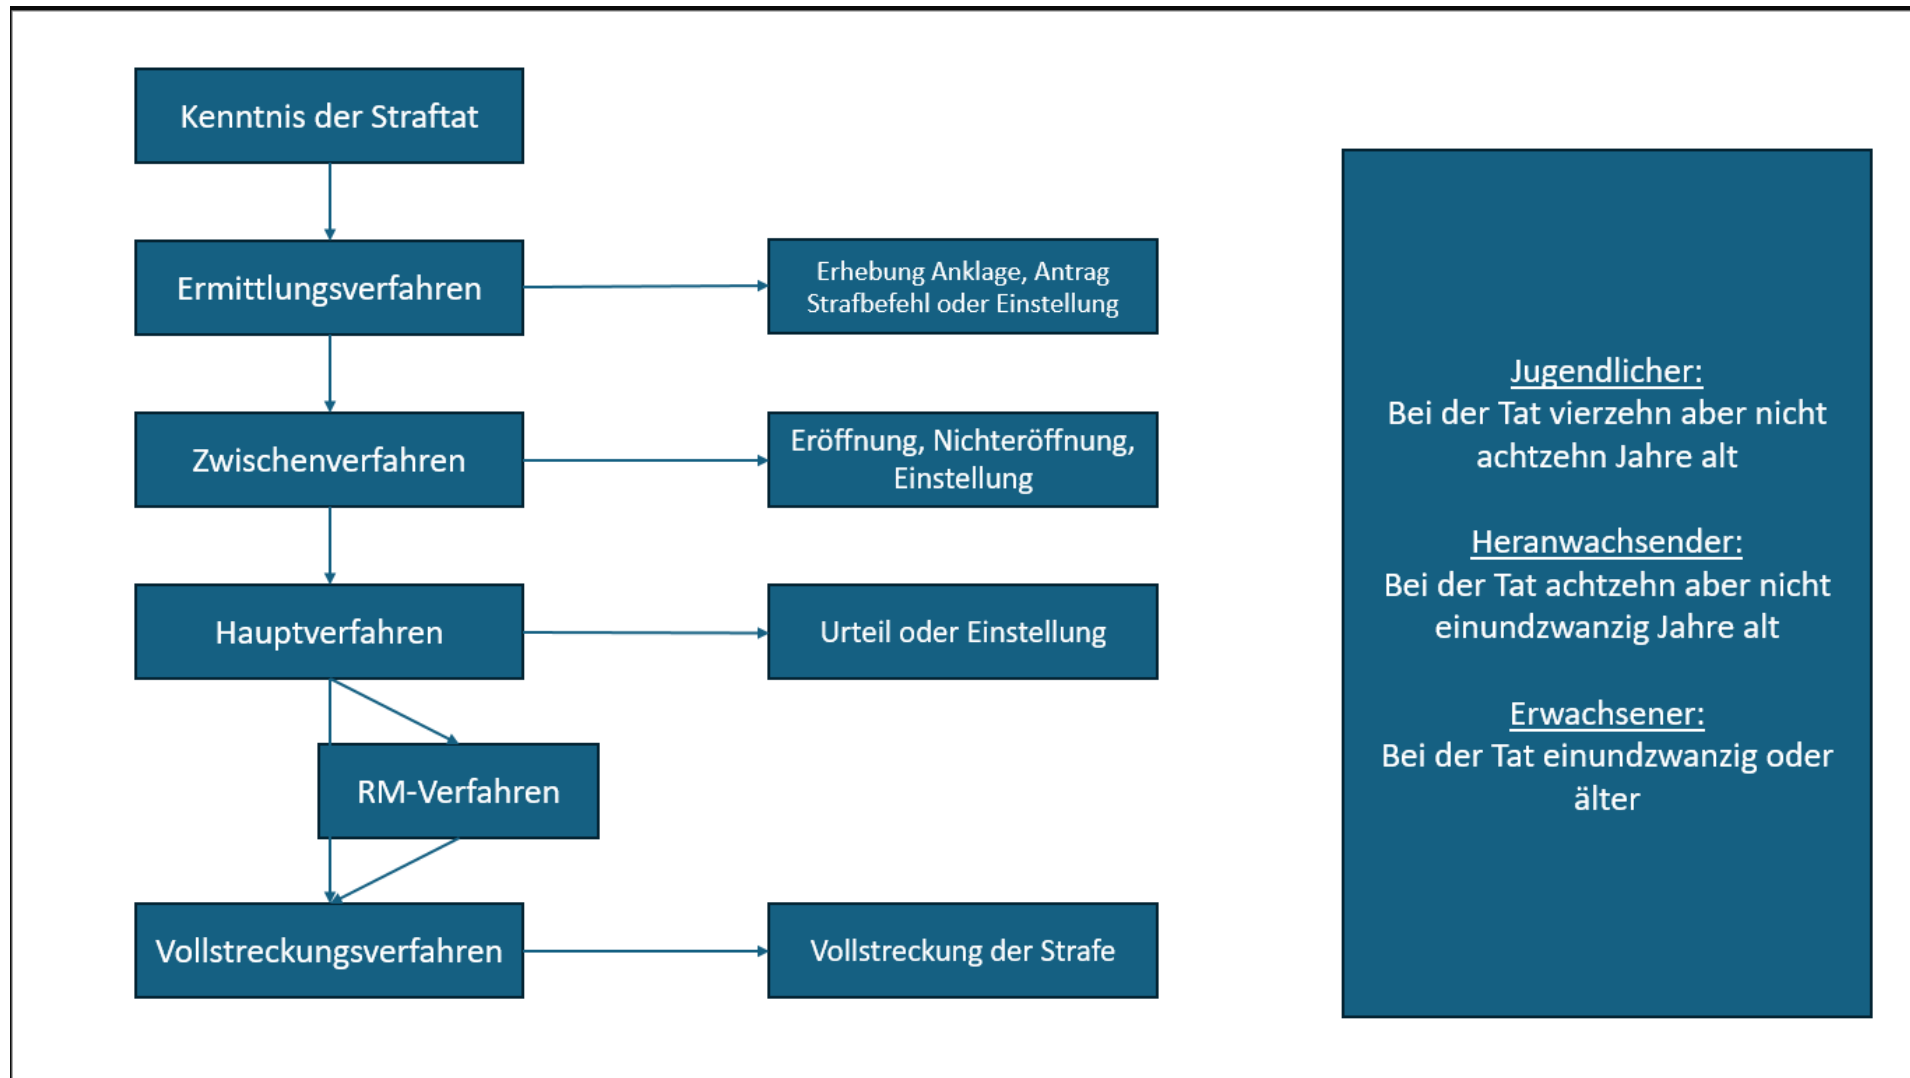 Kenntnis der Straftat
Ermittlungsverfahren
Erhebung Anklage, Antrag
Strafbefehl oder Einstellung
Zwischenverfahren
Eröffnung, Nichteröffnung,
Einstellung
Hauptverfahren
Urteil oder Einstellung
RM-Verfahren
Vollstreckungsverfahren
Vollstreckung der Strafe
Jugendlicher:
Bei der Tat vierzehn aber nicht
achtzehn Jahre alt
Heranwachsender:
Bei der Tat achtzehn aber nicht
einundzwanzig Jahre alt
Erwachsener:
Bei der Tat einundzwanzig oder
älter